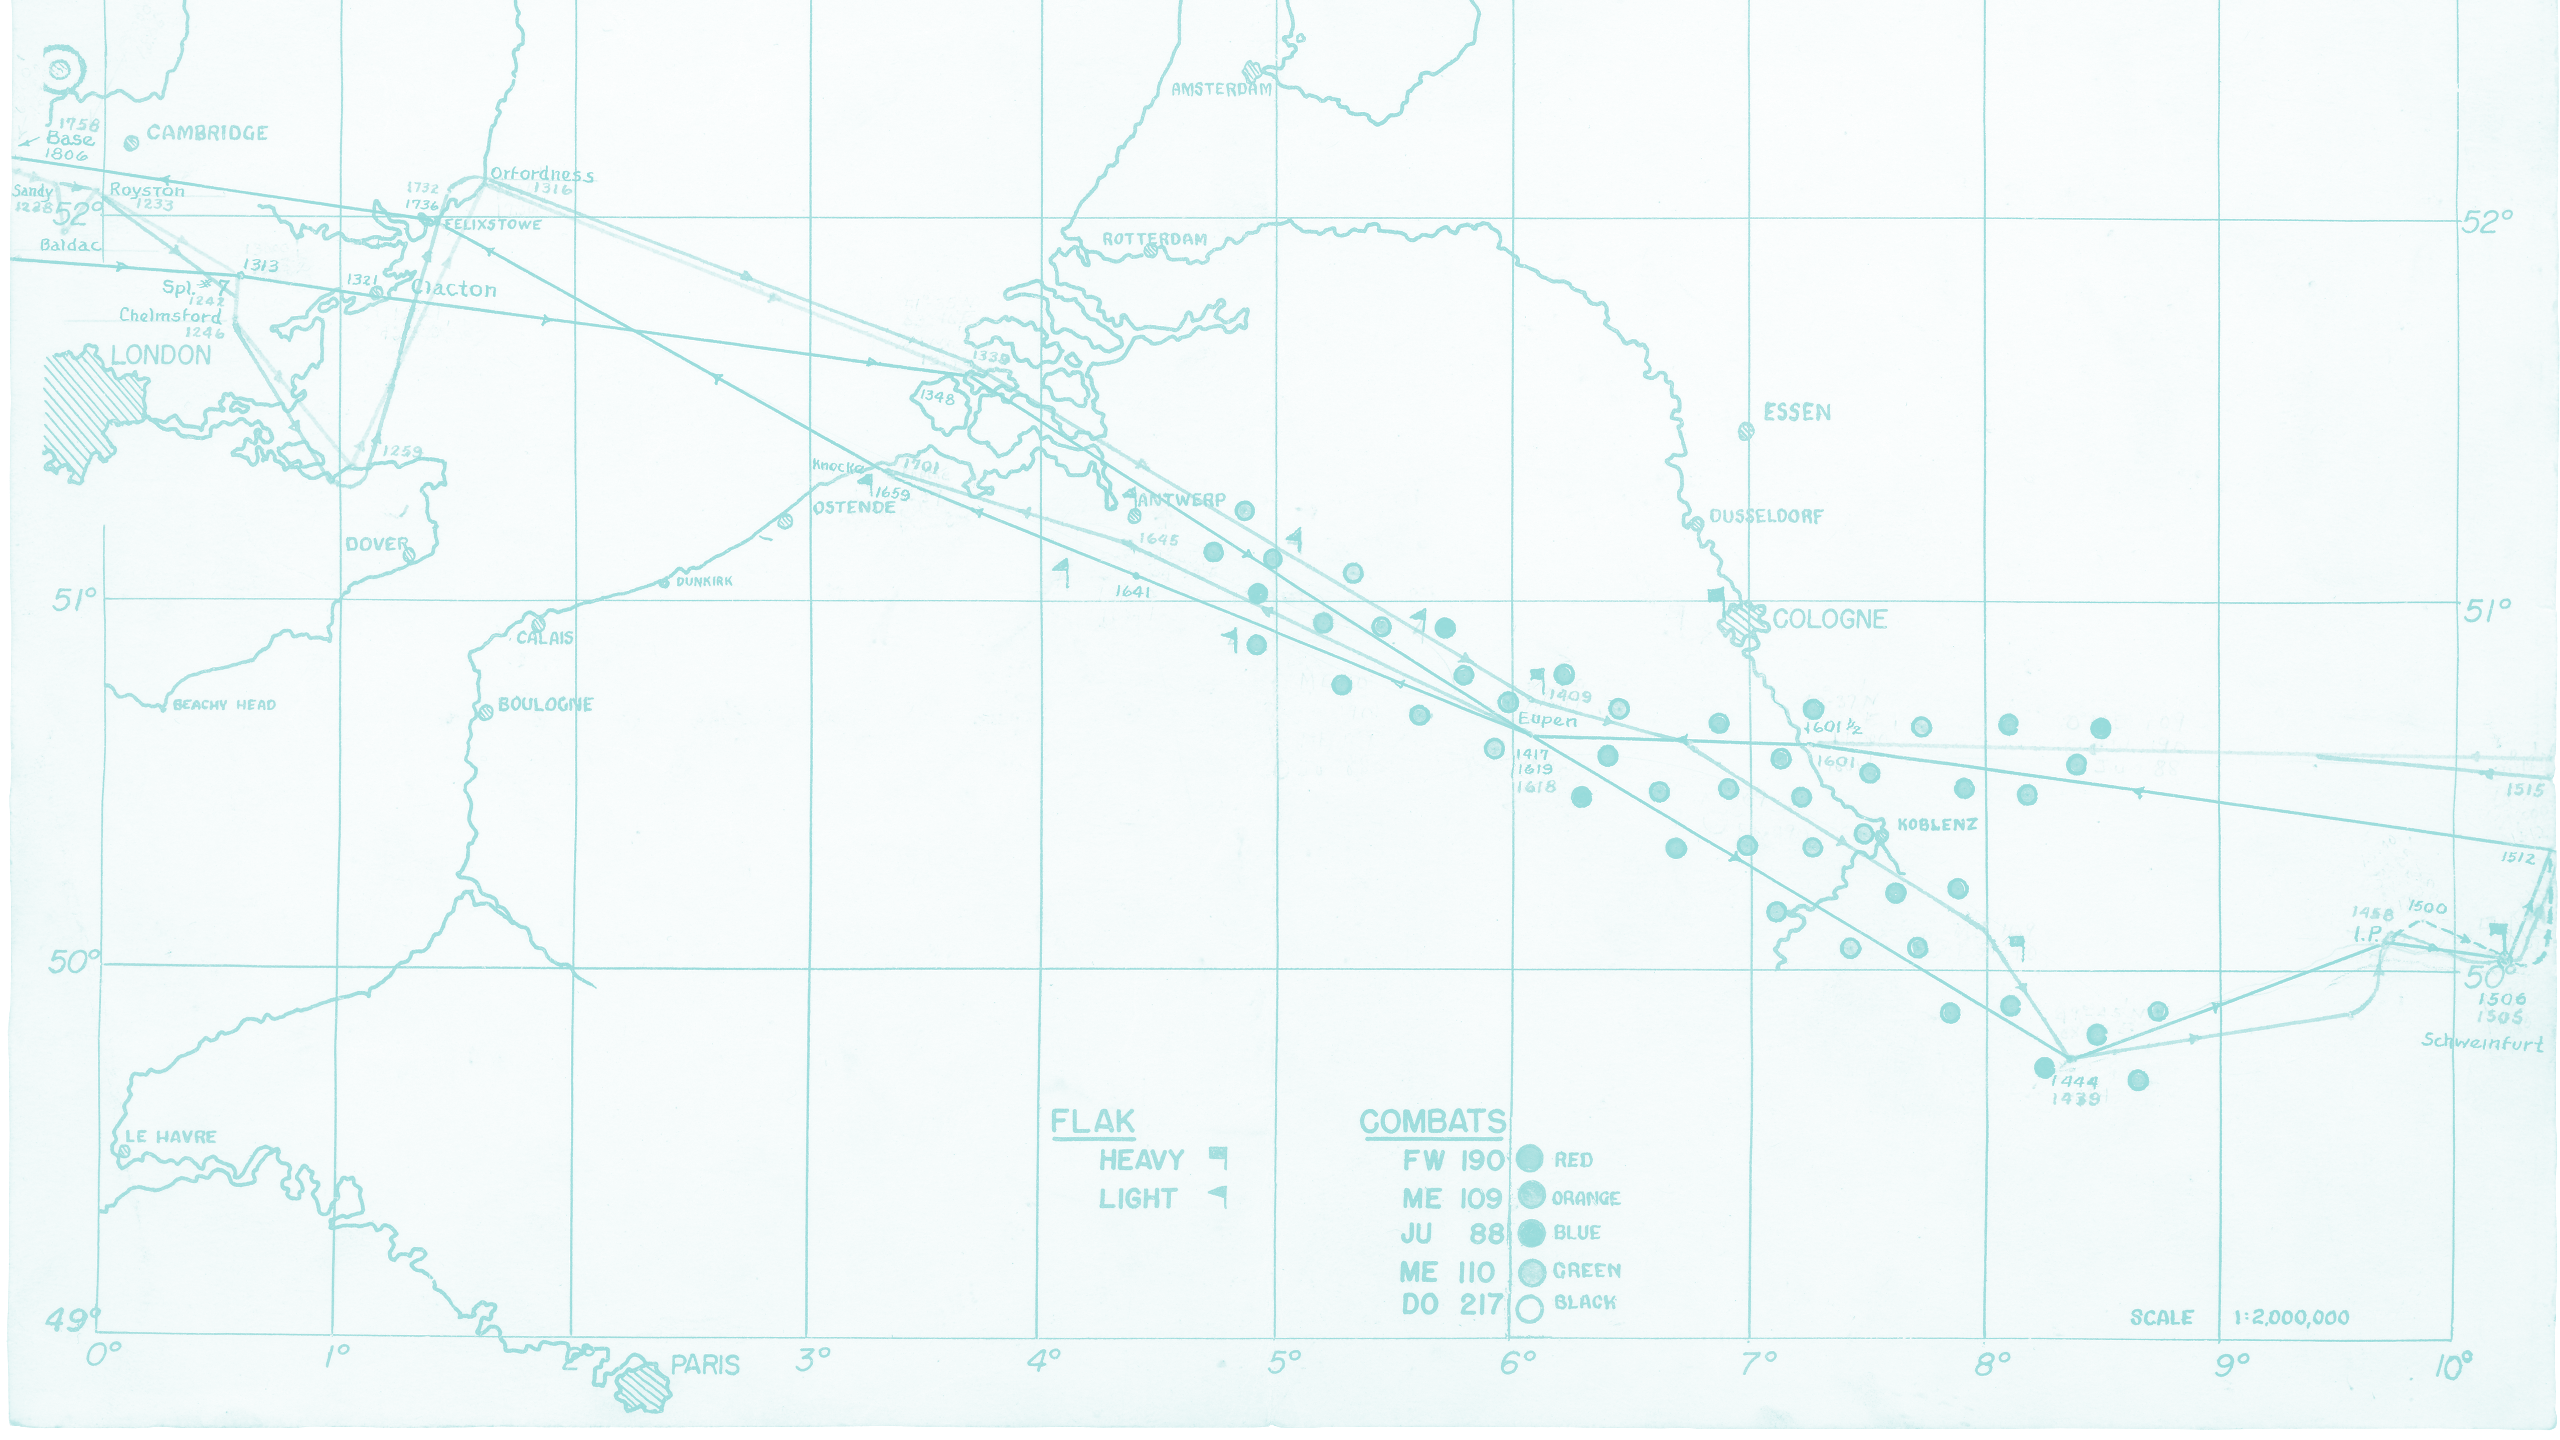 AMSTERDAM
1758
Base
1806
CAMBRIDGE
Orfordness
1316
Sandy
Royston
1233
1732
1736
52°
FELIXSTOWE
52°
Baldac
ROTTERDAM
1313
1321
Clacton
Spl. #7
1242
Chelmsford
1246
LONDON
1348
ESSEN
1259
Knocke
1701
1659
ANTWERP
OSTENDE
DUSSELDORF
DOVER
1645
DUNKIRK
1641
51°
51°
CALAIS
COLOGNE
BEACHY HEAD
BOULOGNE
1409
Eupen
1601 ½
1417
1619
1618
1601
1515
KOBLENZ
1512
1458
1500
I.P.
50°
50°
1506
1505
Schweinfurt
1444
1439
LE HAVRE
FLAK
HEAVY
LIGHT
COMBATS
FW 190 RED
ME 109 ORANGE
JU 88 BLUE
ME 110 GREEN
DO 217 BLACK
SCALE 1:2,000,000
49°
0° 1° 2° 3° 4° 5° 6° 7° 8° 9° 10°
PARIS